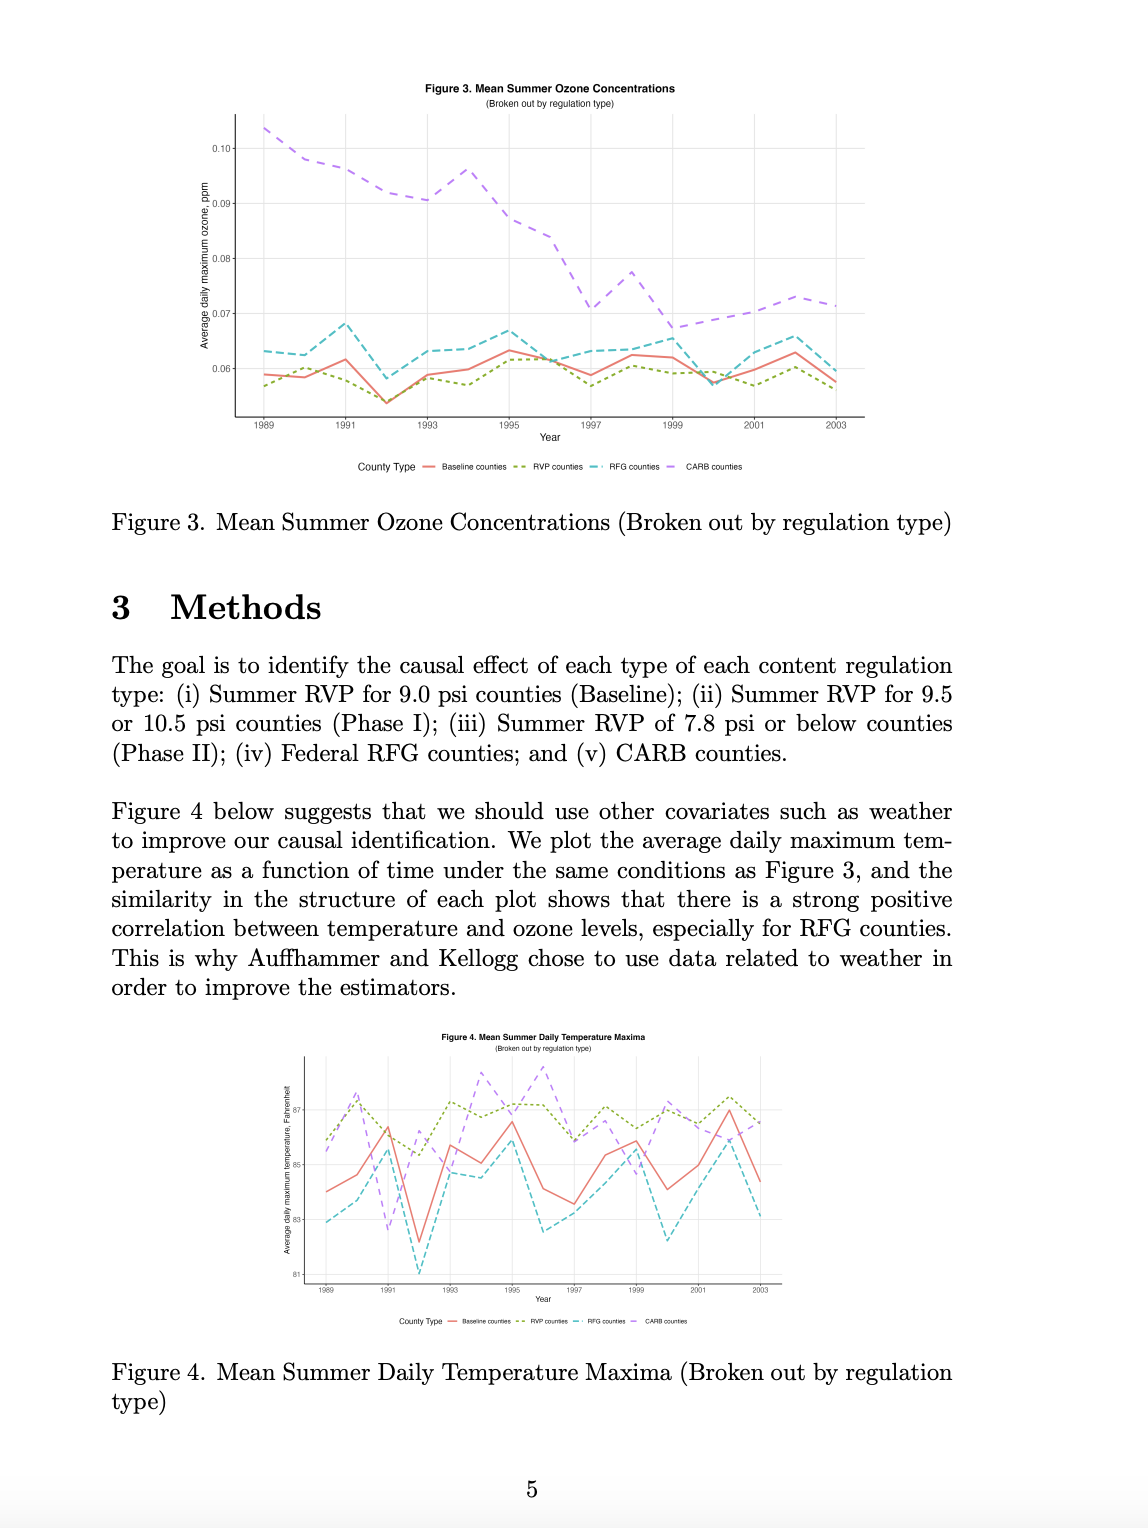 Figure 3. Mean Summer Ozone Concentrations
(Broken out by regulation type)
Average daily maximum ozone, ppm
0.10
0.09
0.08
0.07
0.06
1989 1991 1993 1995 1997 1999 2001 2003
Year
County Type Baseline counties RVP counties RFG counties CARB counties
Figure 3. Mean Summer Ozone Concentrations (Broken out by regulation type)
3 Methods
The goal is to identify the causal effect of each type of each content regulation
type: (i) Summer RVP for 9.0 psi counties (Baseline); (ii) Summer RVP for 9.5
or 10.5 psi counties (Phase I); (iii) Summer RVP of 7.8 psi or below counties
(Phase II); (iv) Federal RFG counties; and (v) CARB counties.
Figure 4 below suggests that we should use other covariates such as weather
to improve our causal identification. We plot the average daily maximum tem-
perature as a function of time under the same conditions as Figure 3, and the
similarity in the structure of each plot shows that there is a strong positive
correlation between temperature and ozone levels, especially for RFG counties.
This is why Auffhammer and Kellogg chose to use data related to weather in
order to improve the estimators.
Figure 4. Mean Summer Daily Temperature Maxima
(Broken out by regulation type)
Average daily maximum temperature, Fahrenheit
87
85
83
81
1989 1991 1993 1995 1997 1999 2001 2003
Year
County Type Baseline counties RVP counties RFG counties CARB counties
Figure 4. Mean Summer Daily Temperature Maxima (Broken out by regulation
type)
5